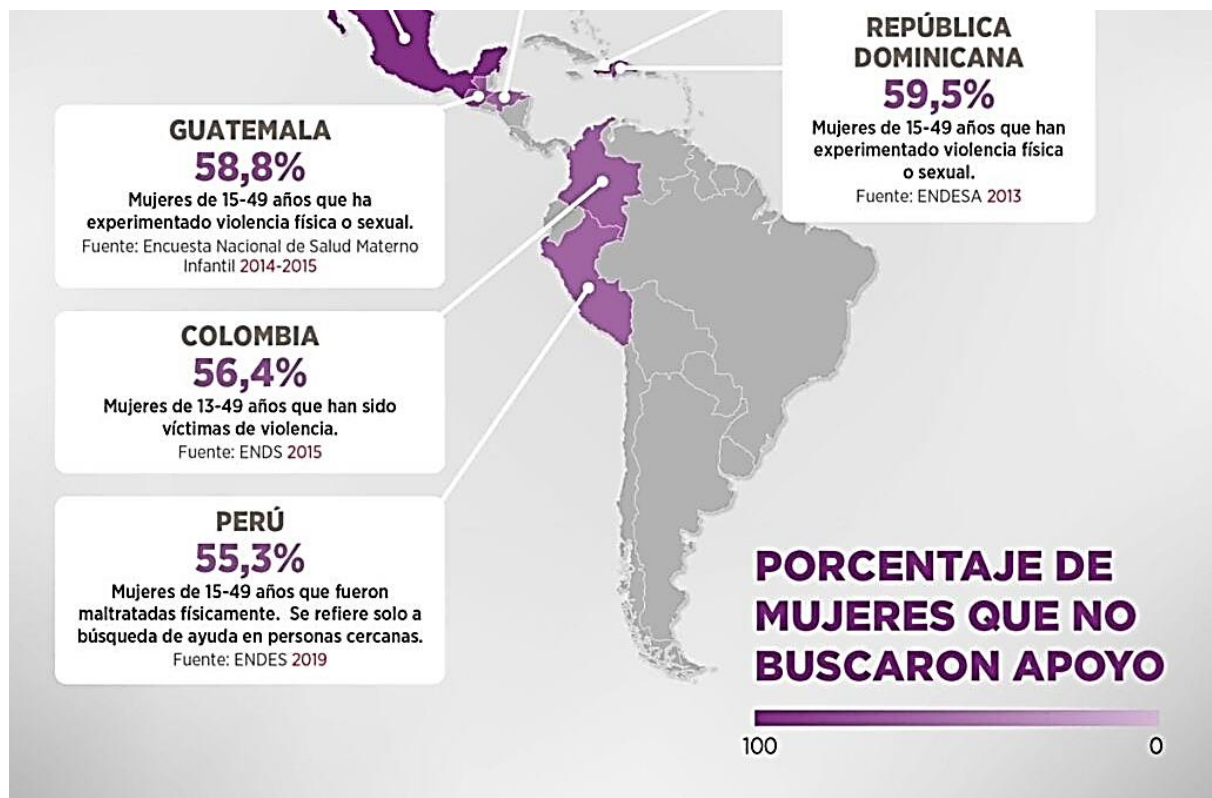 REPÚBLICA
DOMINICANA
59,5%
Mujeres de 15-49 años que han
experimentado violencia física
o sexual.
Fuente: ENDESA 2013
GUATEMALA
58,8%
Mujeres de 15-49 años que ha
experimentado violencia física o sexual.
Fuente: Encuesta Nacional de Salud Materno
Infantil 2014-2015
COLOMBIA
56,4%
Mujeres de 13-49 años que han sido
víctimas de violencia.
Fuente: ENDS 2015
PERÚ
55,3%
Mujeres de 15-49 años que fueron
maltratadas físicamente. Se refiere solo a
búsqueda de ayuda en personas cercanas.
Fuente: ENDES 2019
PORCENTAJE DE
MUJERES QUE NO
BUSCARON APOYO
100 0